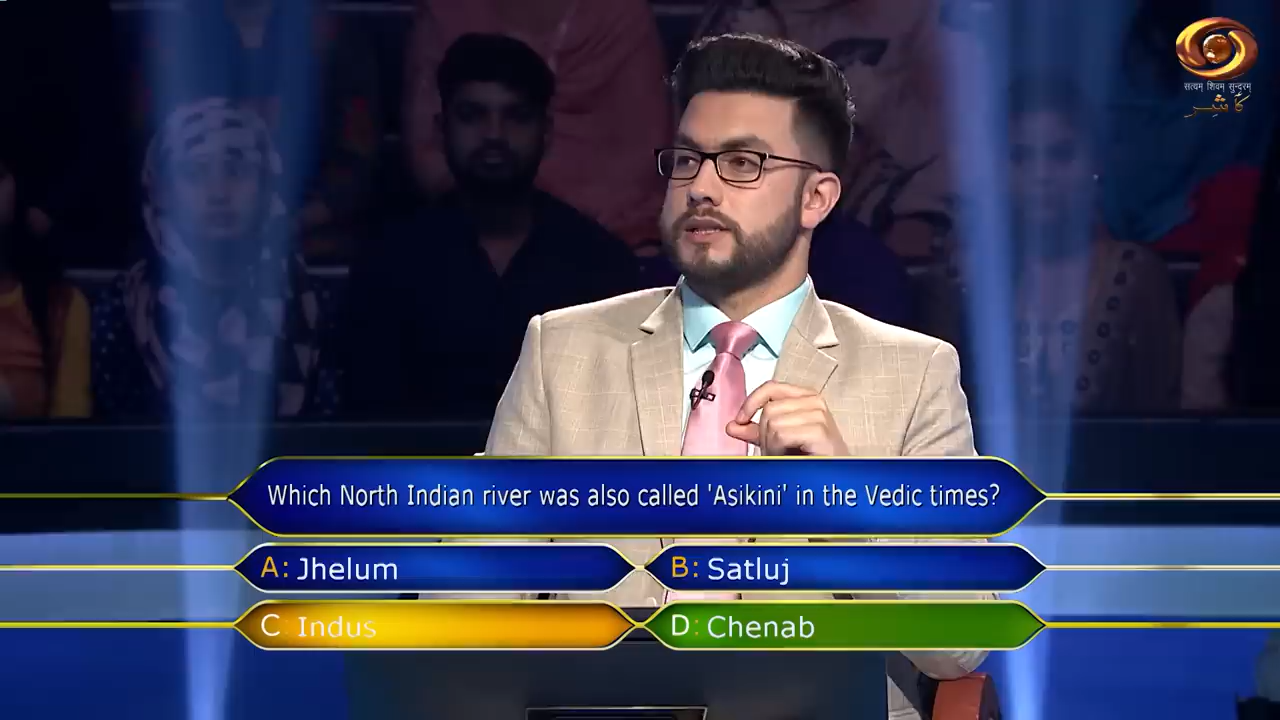 सत्यम् शिवम् सुन्दरम्
کأشِر
Which North Indian river was also called 'Asikini' in the Vedic times?
A: Jhelum
B: Satluj
C Indus
D: Chenab